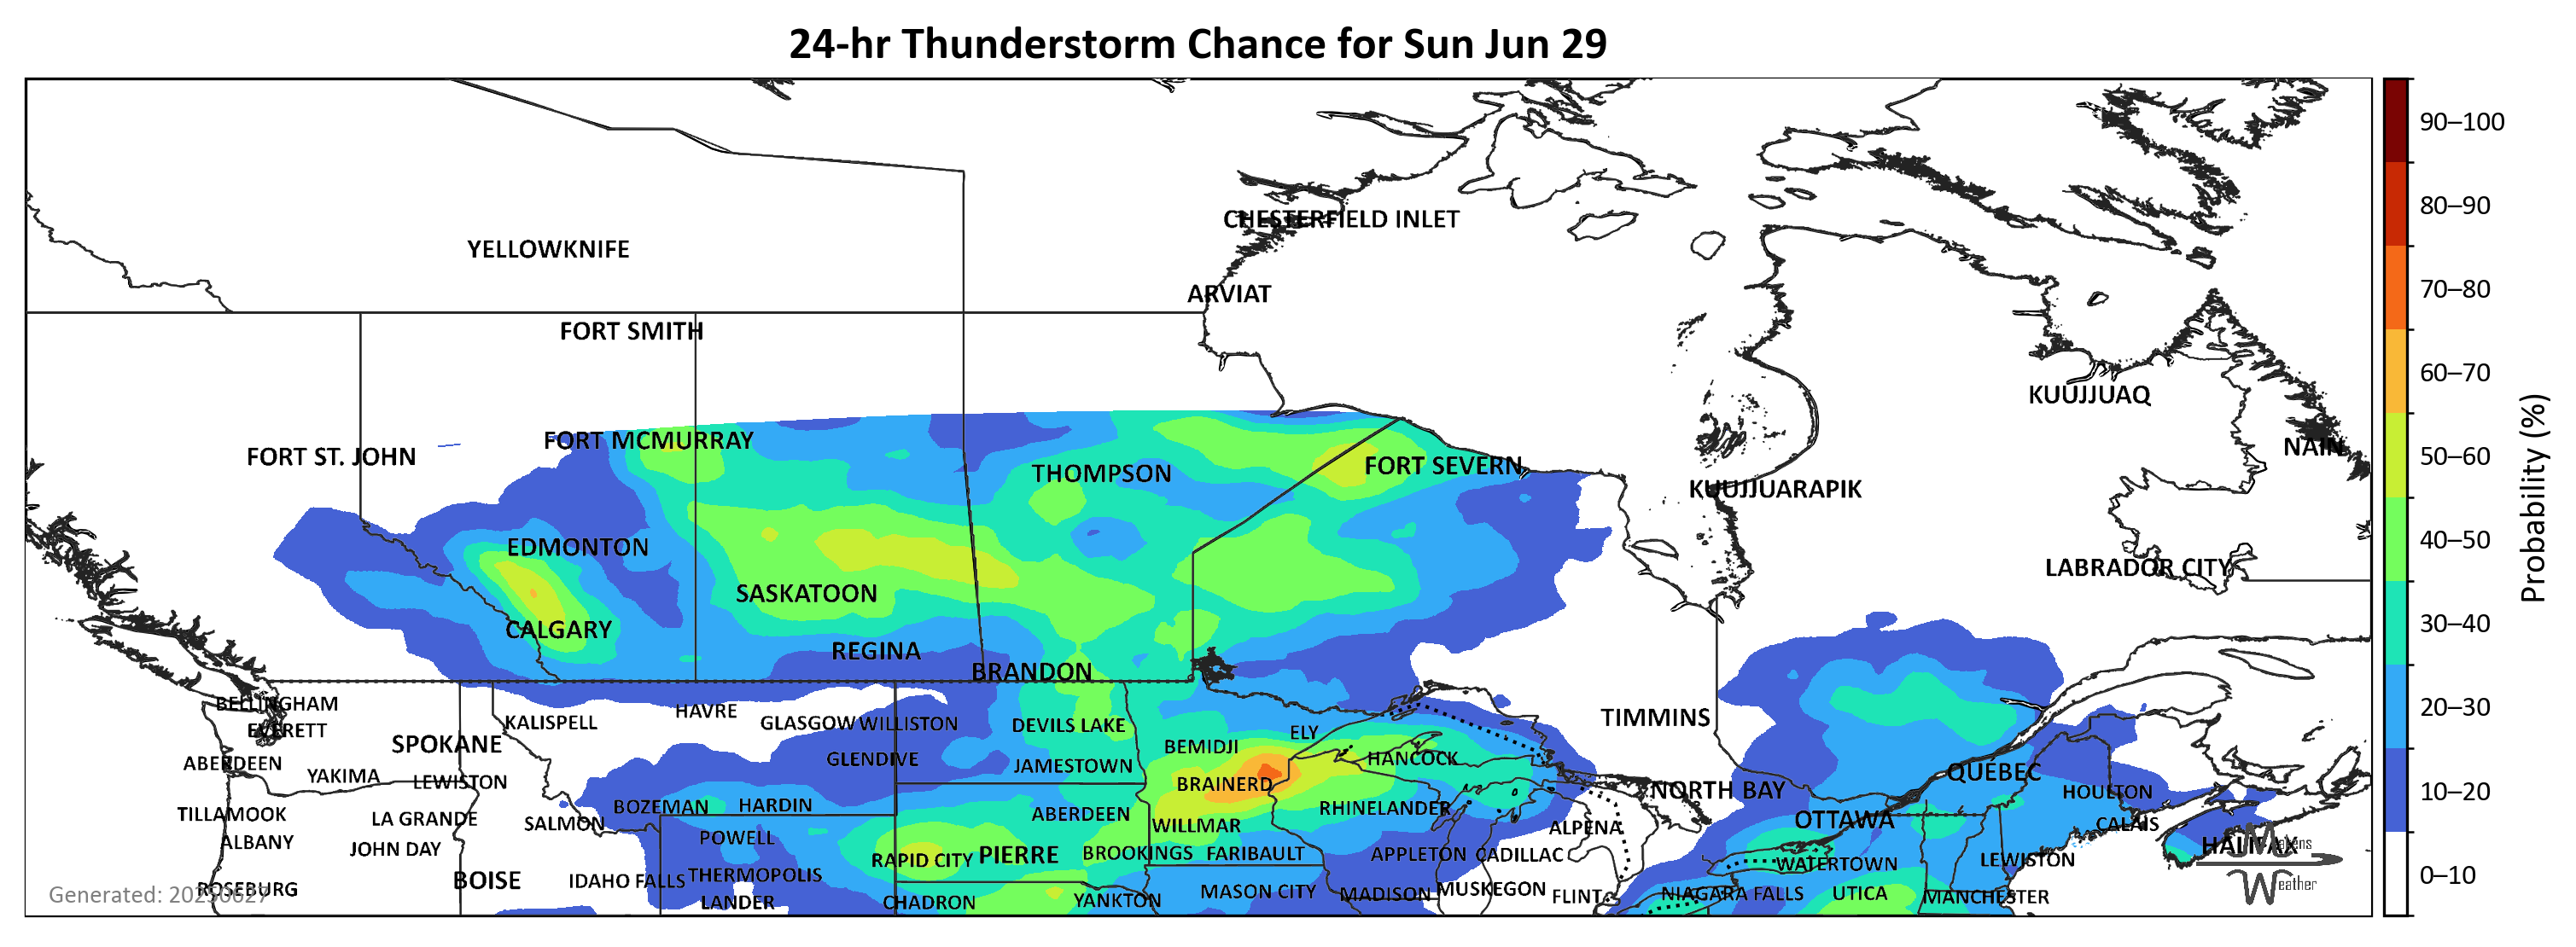 24-hr Thunderstorm Chance for Sun Jun 29
90–100
80–90
70–80
60–70
50–60
40–50
30–40
20–30
10–20
0–10
Probability (%)
CHESTERFIELD INLET
YELLOWKNIFE
ARVIAT
FORT SMITH
KUUJJUAQ
FORT MCMURRAY
NAIN
FORT ST. JOHN
THOMPSON
FORT SEVERN
KUUJJUARAPIK
EDMONTON
LABRADOR CITY
SASKATOON
CALGARY
REGINA
BRANDON
BELLINGHAM
HAVRE
TIMMINS
KALISPELL
GLASGOW
WILLISTON
DEVILS LAKE
EVERETT
ELY
SPOKANE
BEMIDJI
GLENDIVE
HANCOCK
ABERDEEN
JAMESTOWN
QUÉBEC
YAKIMA
LEWISTON
BRAINERD
NORTH BAY
HOULTON
BOZEMAN
HARDIN
RHINELANDER
TILLAMOOK
LA GRANDE
ABERDEEN
OTTAWA
SALMON
WILLMAR
ALPENA
CALAIS
POWELL
ALBANY
JOHN DAY
HALIFAX
RAPID CITY
PIERRE
BROOKINGS
FARIBAULT
APPLETON
CADILLAC
WATERTOWN
LEWISTON
THERMOPOLIS
BOISE
IDAHO FALLS
ROSEBURG
MASON CITY
MADISON
MUSKEGON
FLINT
NIAGARA FALLS
UTICA
MANCHESTER
LANDER
CHADRON
YANKTON
Generated: 20250627
Makens
Weather